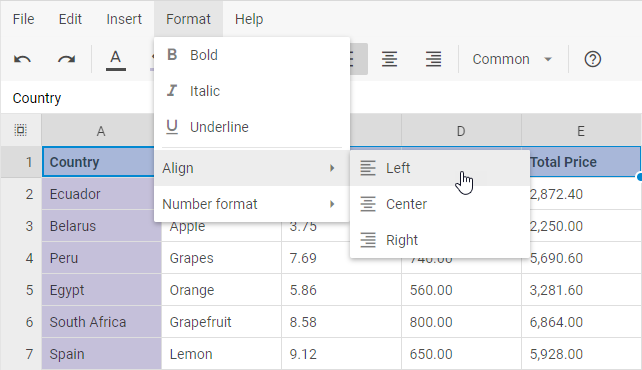 File Edit Insert Format Help
A Common
B Bold
I Italic
U Underline
Align
Number format
Left
Center
Right
Country
A D E
1 Country Total Price
2 Ecuador 2,872.40
3 Belarus Apple 3.75 2,250.00
4 Peru Grapes 7.69 740.00 5,690.60
5 Egypt Orange 5.86 560.00 3,281.60
6 South Africa Grapefruit 8.58 800.00 6,864.00
7 Spain Lemon 9.12 650.00 5,928.00